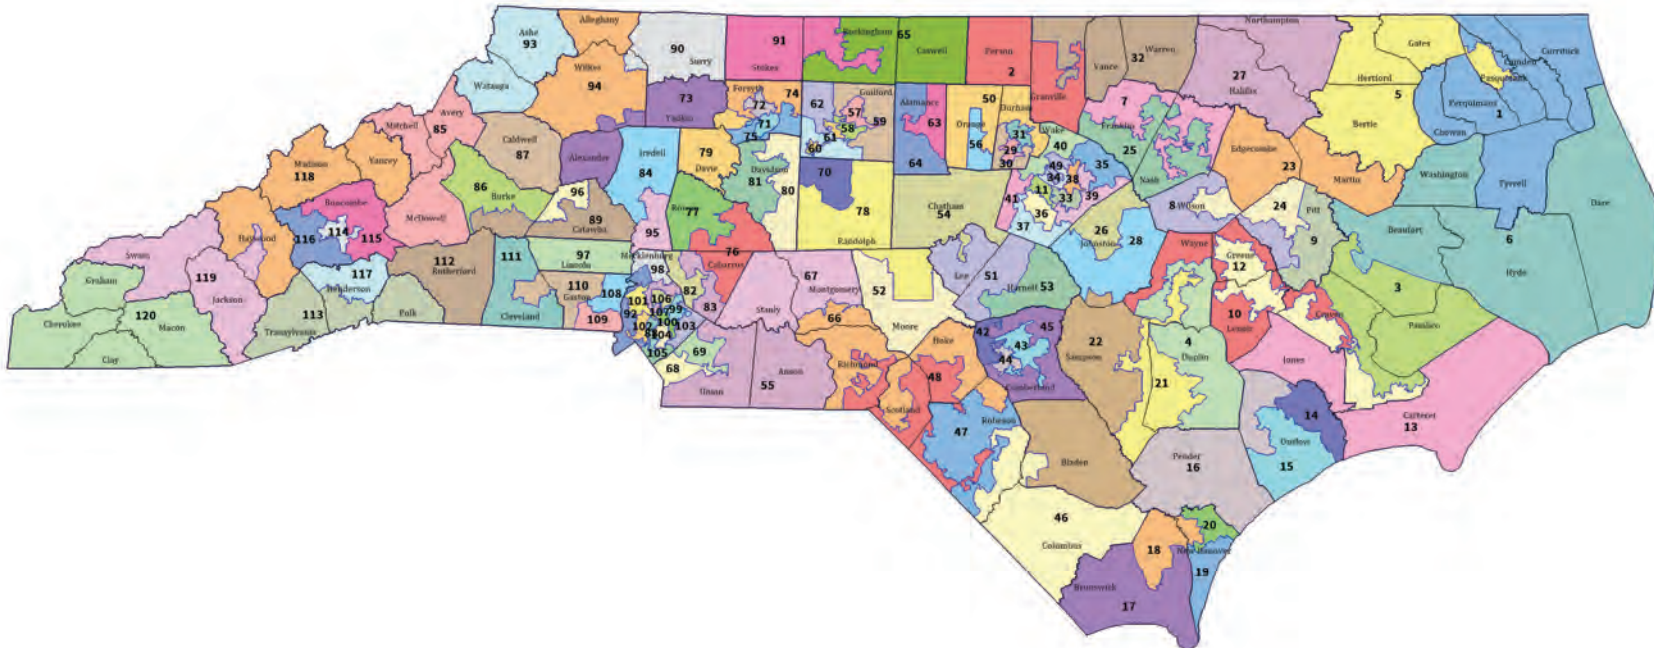 Ashe
93
Alleghany
90
Surry
91
Stokes
Rockingham
65
Caswell
Person
2
Granville
Vance
32
Warren
Northampton
27
Halifax
Gates
Hertford
5
Bertie
Camden
Currituck
Pasquotank
Perquimans
1
Chowan
Watauga
Wilkes
94
73
Yadkin
Forsyth
74
72
71
75
62
Guilford
57
58
59
61
60
Alamance
63
64
50
Orange
56
Durham
31
29
30
Wake
40
49
34
38
35
11
33
39
41
36
37
7
Franklin
25
Nash
Edgecombe
23
Martin
Washington
Tyrrell
Dare
Avery
Mitchell
85
Caldwell
87
Alexander
Iredell
84
79
Davie
Davidson
81
80
70
78
Randolph
Chatham
54
Madison
118
Yancey
86
Burke
96
89
Catawba
Rowan
77
95
76
Cabarrus
26
Johnston
28
8
Wilson
24
Pitt
9
Beaufort
6
Hyde
Buncombe
114
115
116
McDowell
Haywood
Swain
119
Graham
Jackson
117
Henderson
112
Rutherford
111
97
Lincoln
Mecklenburg
98
110
Gaston
108
109
Cleveland
82
83
67
Montgomery
Stanly
66
52
Moore
Lee
51
Harnett
53
Wayne
Greene
12
10
Lenoir
Craven
3
Pamlico
Cherokee
120
Macon
Clay
113
Transylvania
Polk
101
106
92
107
99
100
102
88
104
103
105
69
68
Union
55
Anson
Richmond
Hoke
48
Scotland
42
45
43
44
Cumberland
22
Sampson
4
Duplin
21
Jones
Carteret
13
14
Onslow
15
47
Robeson
Bladen
Pender
16
46
Columbus
20
18
New Hanover
19
Brunswick
17